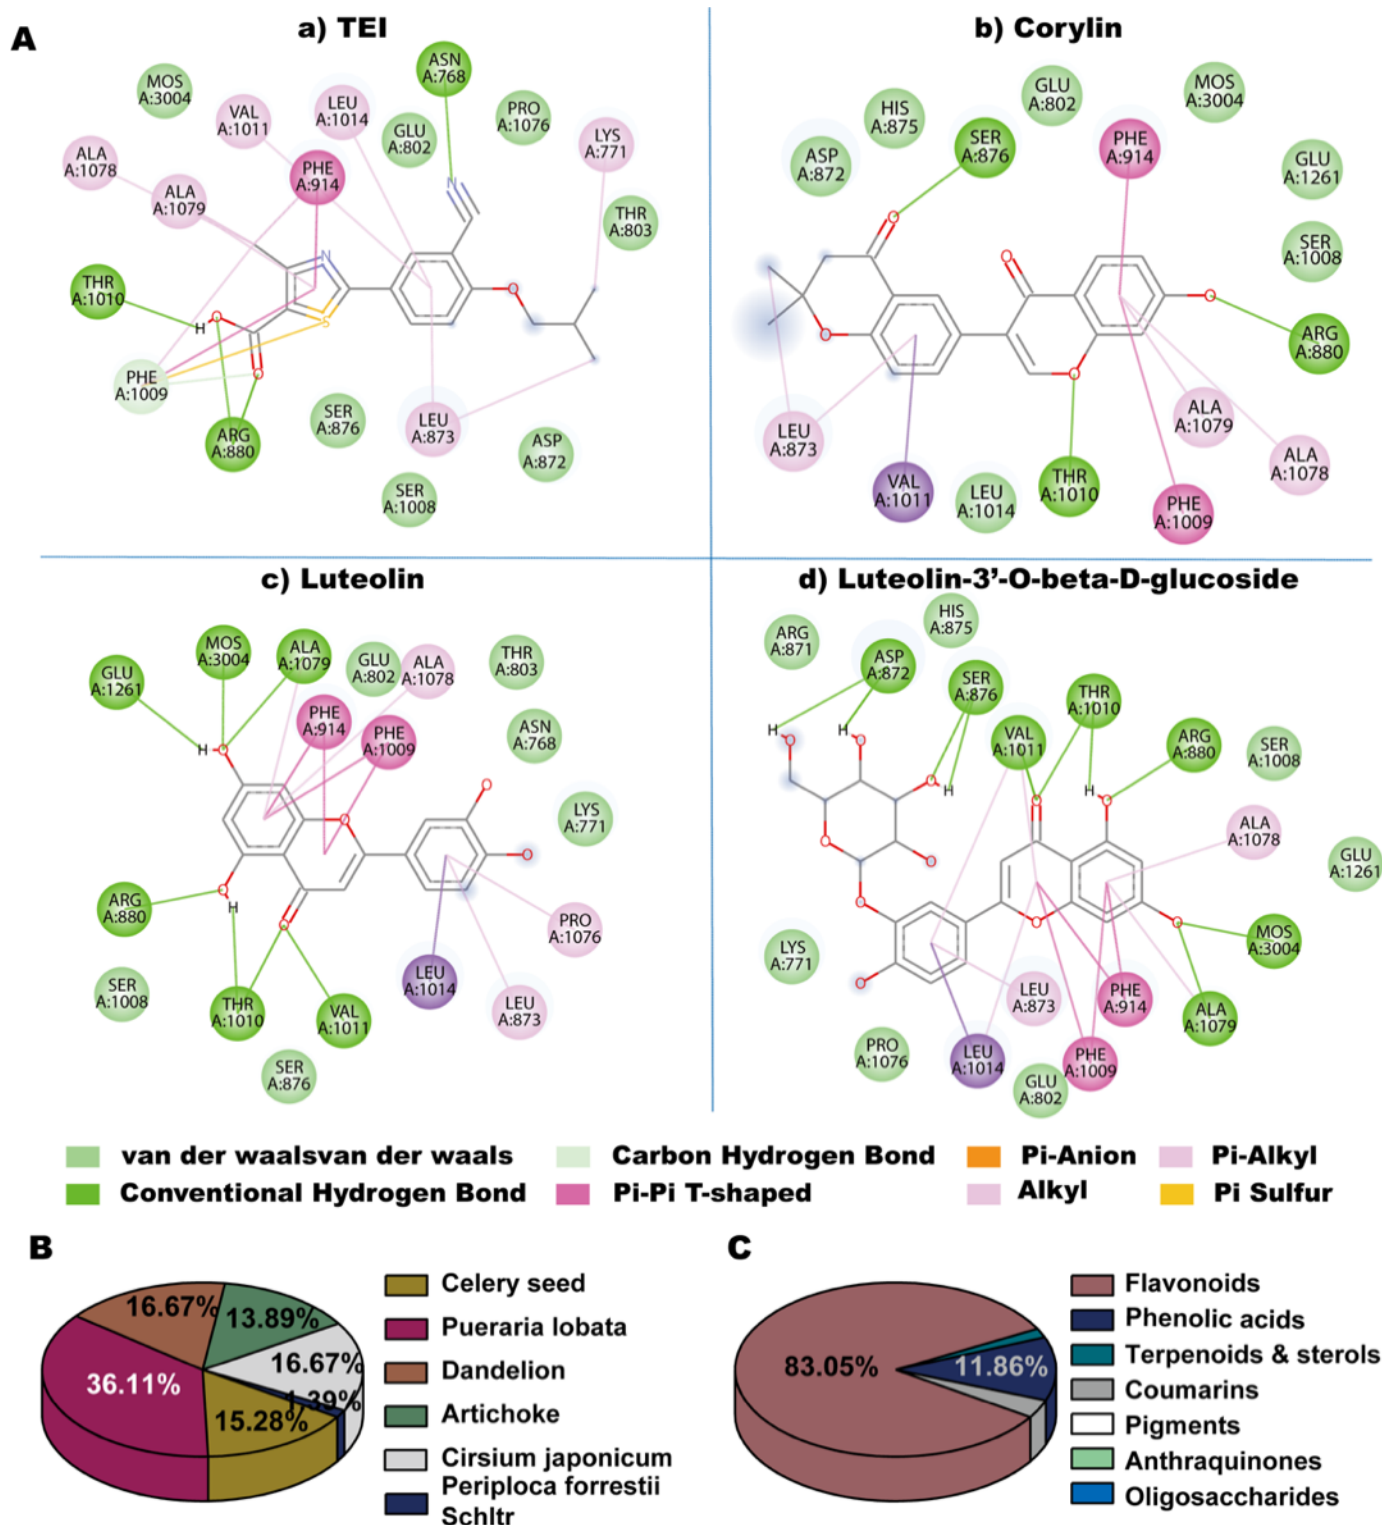 A
a) TEI
MOS
A:3004
VAL
A:1011
LEU
A:1014
ASN
A:768
GLU
A:802
PRO
A:1076
LYS
A:771
ALA
A:1078
ALA
A:1079
PHE
A:914
THR
A:803
THR
A:1010
PHE
A:1009
ARG
A:880
SER
A:876
LEU
A:873
ASP
A:872
SER
A:1008
N
N
S
O
O
O
H
b) Corylin
HIS
A:875
GLU
A:802
MOS
A:3004
ASP
A:872
SER
A:876
PHE
A:914
GLU
A:1261
SER
A:1008
ARG
A:880
ALA
A:1079
ALA
A:1078
LEU
A:873
VAL
A:1011
LEU
A:1014
THR
A:1010
PHE
A:1009
O
O
O
O
O
c) Luteolin
GLU
A:1261
MOS
A:3004
ALA
A:1079
GLU
A:802
ALA
A:1078
THR
A:803
PHE
A:914
PHE
A:1009
ASN
A:768
LYS
A:771
ARG
A:880
PRO
A:1076
SER
A:1008
THR
A:1010
VAL
A:1011
LEU
A:1014
LEU
A:873
SER
A:876
H
O
O
O
O
O
H
O
d) Luteolin-3’-O-beta-D-glucoside
ARG
A:871
HIS
A:875
ASP
A:872
SER
A:876
VAL
A:1011
THR
A:1010
ARG
A:880
SER
A:1008
ALA
A:1078
GLU
A:1261
LYS
A:771
LEU
A:873
PHE
A:914
MOS
A:3004
ALA
A:1079
PRO
A:1076
LEU
A:1014
GLU
A:802
PHE
A:1009
H
O
H
O
O
H
O
O
O
O
O
O
H
O
O
van der waalsvan der waals
Carbon Hydrogen Bond
Pi-Anion
Pi-Alkyl
Conventional Hydrogen Bond
Pi-Pi T-shaped
Alkyl
Pi Sulfur
B
16.67%
13.89%
16.67%
36.11%
1.39%
15.28%
Celery seed
Pueraria lobata
Dandelion
Artichoke
Cirsium japonicum
Periploca forrestii
Schltr
C
83.05%
11.86%
Flavonoids
Phenolic acids
Terpenoids & sterols
Coumarins
Pigments
Anthraquinones
Oligosaccharides